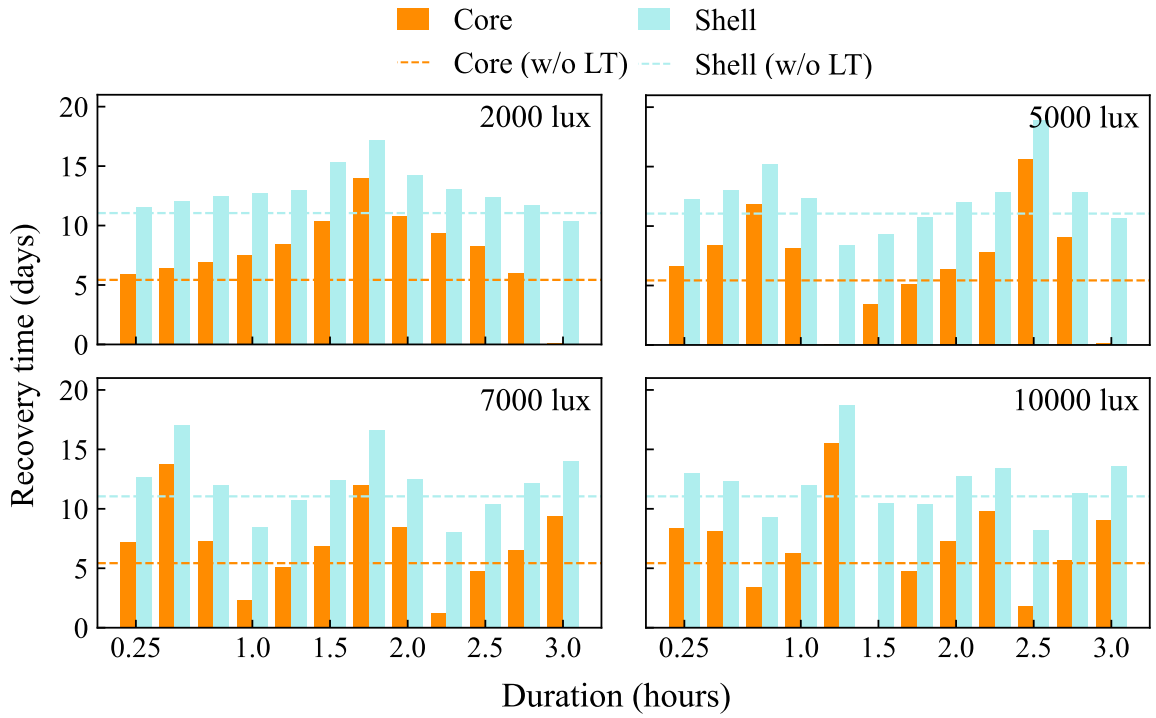 Core
Shell
Core (w/o LT)
Shell (w/o LT)
Recovery time (days)
20
15
10
5
0
2000 lux
5000 lux
20
15
10
5
0
7000 lux
10000 lux
0.25 1.0 1.5 2.0 2.5 3.0
0.25 1.0 1.5 2.0 2.5 3.0
Duration (hours)